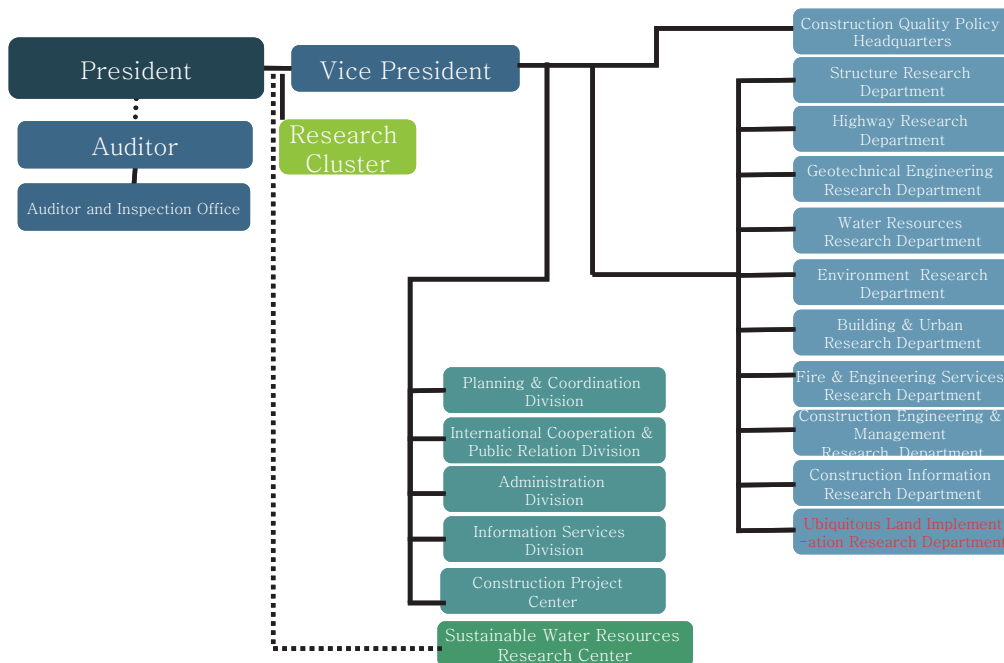 President
Vice President
Research
Cluster
Auditor
Auditor and Inspection Office
Planning & Coordination
Division
International Cooperation &
Public Relation Division
Administration
Division
Information Services
Division
Construction Project
Center
Sustainable Water Resources
Research Center
Construction Quality Policy
Headquarters
Structure Research
Department
Highway Research
Department
Geotechnical Engineering
Research Department
Water Resources
Research Department
Environment Research
Department
Building & Urban
Research Department
Fire & Engineering Services
Research Department
Construction Engineering &
Management
Research Department
Construction Information
Research Department
Ubiquitous Land Implement
-ation Research Department